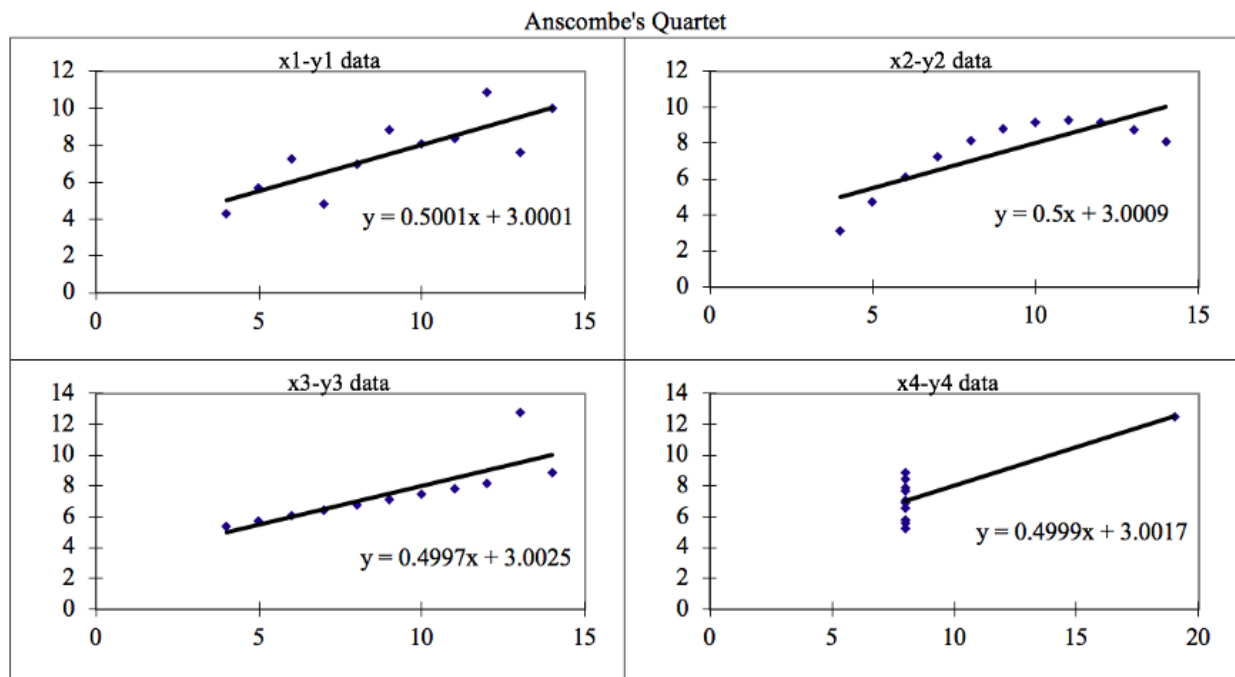 Anscombe's Quartet
x1-y1 data
12
10
8
6
4
2
0
y = 0.5001x + 3.0001
0 5 10 15
x2-y2 data
12
10
8
6
4
2
0
y = 0.5x + 3.0009
0 5 10 15
x3-y3 data
14
12
10
8
6
4
2
0
y = 0.4997x + 3.0025
0 5 10 15
x4-y4 data
14
12
10
8
6
4
2
0
y = 0.4999x + 3.0017
0 5 10 15 20